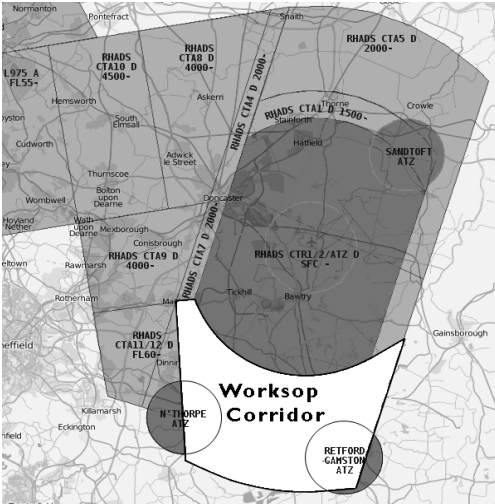 Normanton
Pontefract
Snaith
RHADS
CTA10 D
4500-
RHADS
CTA8 D
4000-
RHADS CTA5 D
2000-
L975 A
FL55-
RHADS CTA4 D 2000-
Hemsworth
Askern
RHADS CTA1 D 1500-
Thorne
Crowle
South
Elmsall
Stainforth
Cudworth
Hatfield
Adwick
le Street
SANDTOFT
ATZ
Thurnscoe
Bolton
upon
Dearne
Wombwell
Doncaster
Hoyland
Nether
Wath
upon
Dearne
Mexborough
Conisbrough
RHADS CTA7 D 2000-
RHADS CTR1/2/ATZ D
SFC -
Rawmarsh
RHADS
CTA9 D
4000-
Rotherham
Tickhill
Bawtry
RHADS
CTA11/12 D
FL60-
Gainsborough
Dinnin
Worksop
Corridor
Killamarsh
Eckington
N'THORPE
ATZ
RETFORD
GAMSTON
ATZ